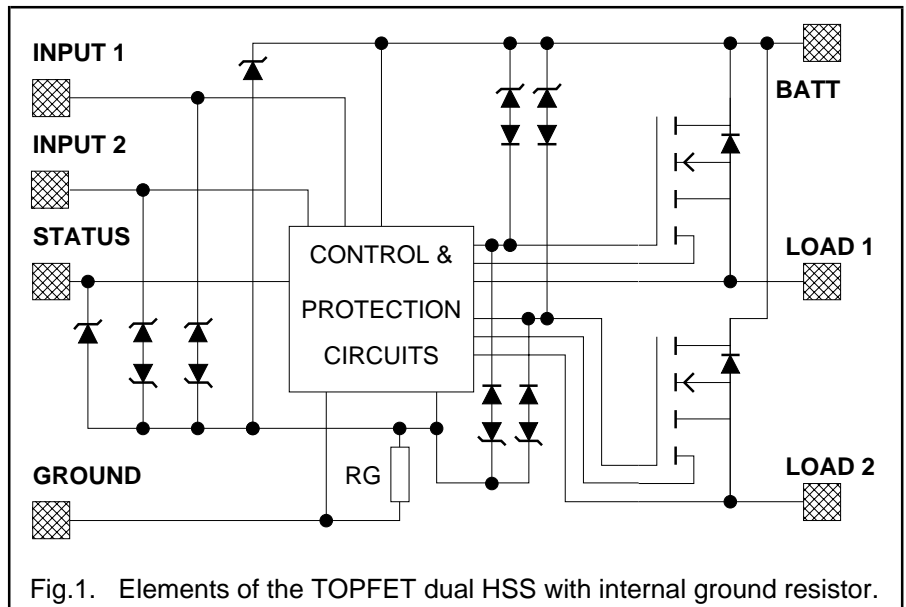 INPUT 1
BATT
INPUT 2
STATUS
CONTROL &
LOAD 1
PROTECTION
CIRCUITS
GROUND
RG
LOAD 2
Fig.1. Elements of the TOPFET dual HSS with internal ground resistor.